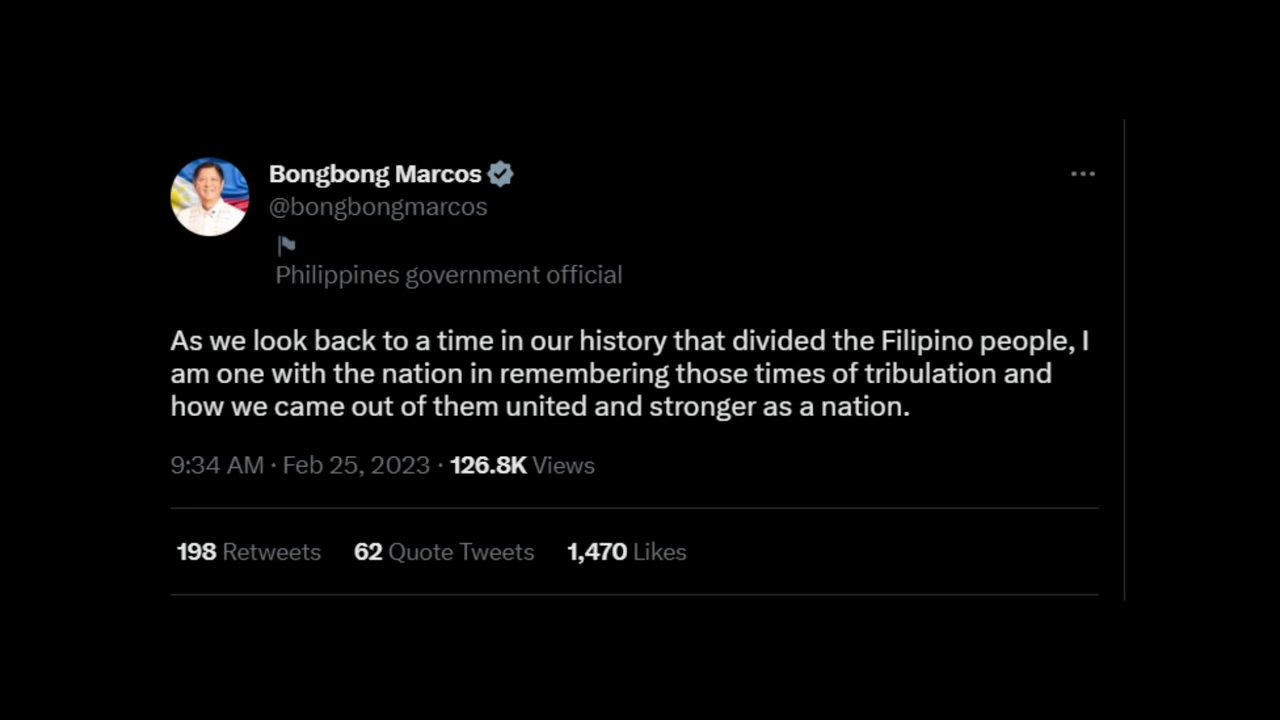 Bongbong Marcos
@bongbongmarcos
Philippines government official
As we look back to a time in our history that divided the Filipino people, I
am one with the nation in remembering those times of tribulation and
how we came out of them united and stronger as a nation.
9:34 AM · Feb 25, 2023 · 126.8K Views
198 Retweets 62 Quote Tweets 1,470 Likes